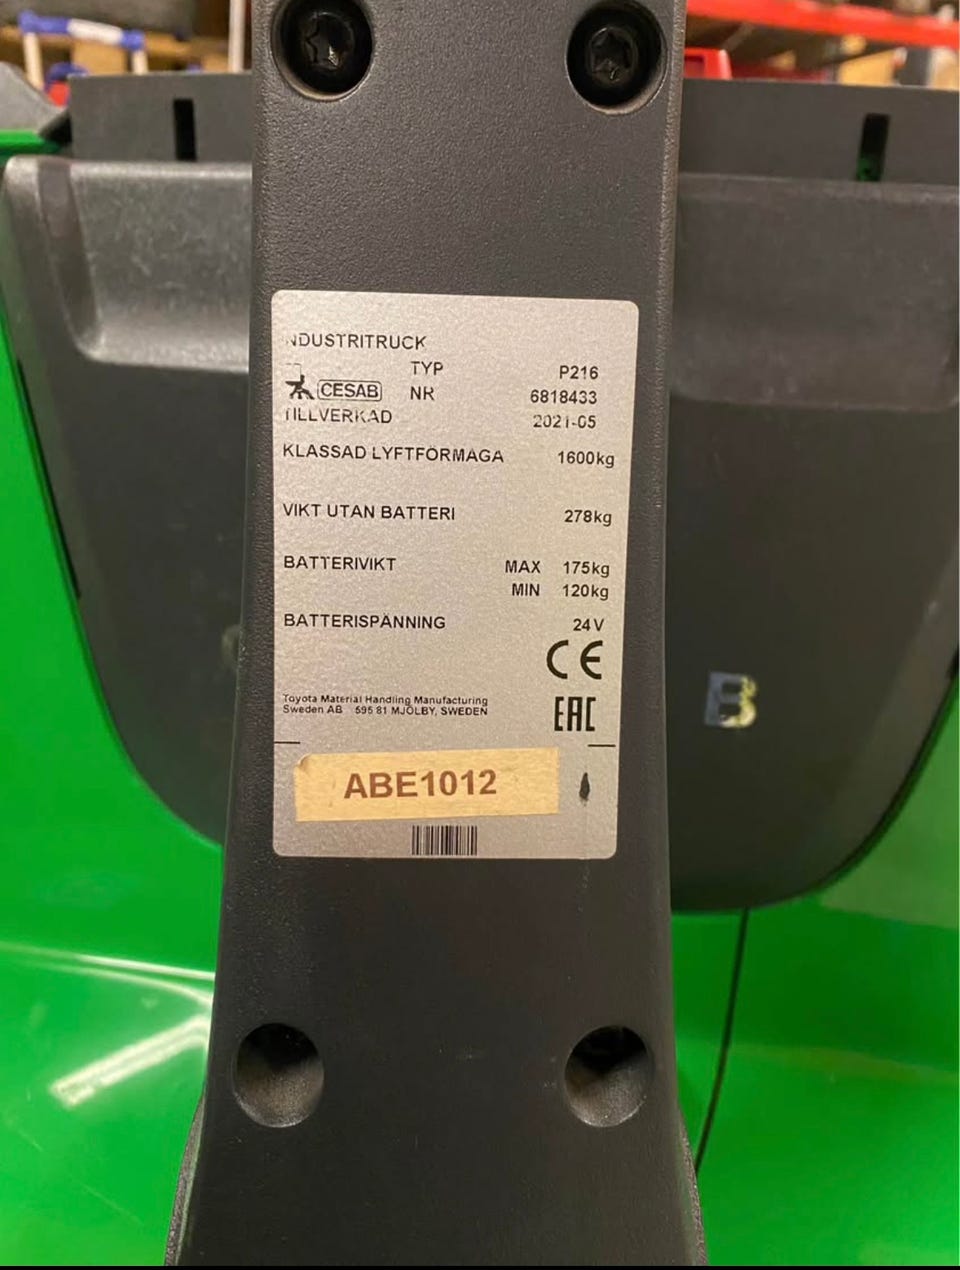 NDUSTRITRUCK
TYP P216
CESAB NR 6818433
TILLVERKAD 2021-05
KLASSAD LYFTFÖRMAGA 1600kg
VIKT UTAN BATTERI 278kg
BATTERIVIKT MAX 175kg
MIN 120kg
BATTERISPÄNNING 24V
CE
Toyota Material Handling Manufacturing
Sweden AB 595 81 MJÖLBY, SWEDEN
EAC
ABE1012
B